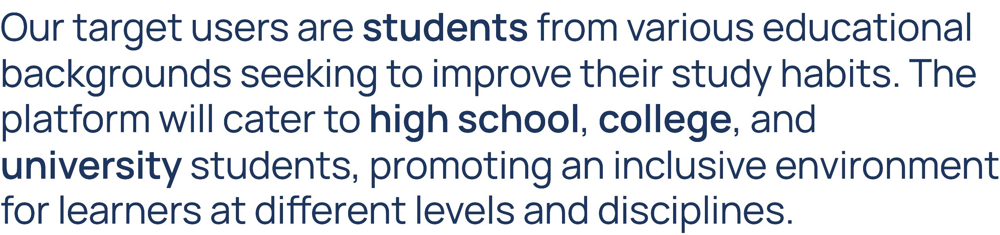 Our target users are students from various educational
backgrounds seeking to improve their study habits. The
platform will cater to high school, college, and
university students, promoting an inclusive environment
for learners at different levels and disciplines.